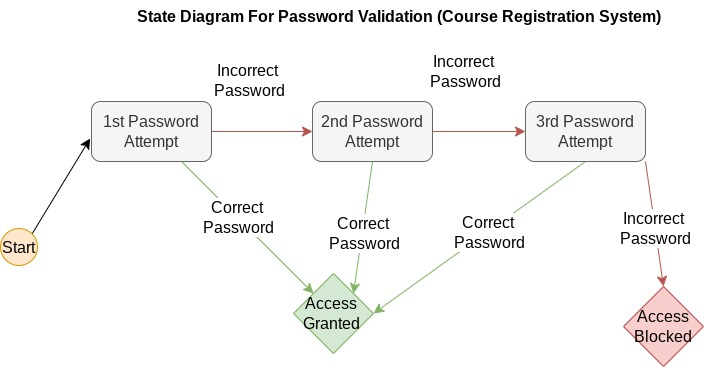 State Diagram For Password Validation (Course Registration System)
Incorrect
Password
Incorrect
Password
1st Password
Attempt
2nd Password
Attempt
3rd Password
Attempt
Start
Correct
Password
Correct
Password
Correct
Password
Incorrect
Password
Access
Granted
Access
Blocked